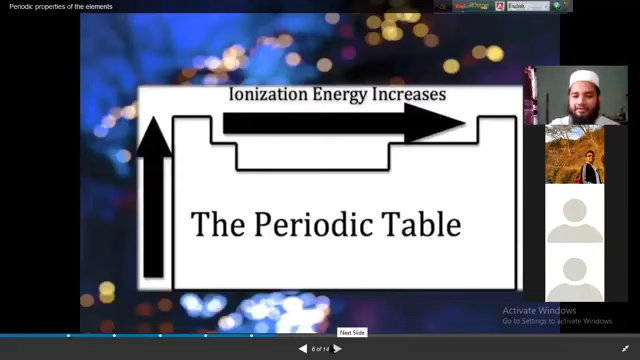 Periodic properties of the elements
English
Ionization Energy Increases
The Periodic Table
Activate Windows
Go to Settings to activate Windows.
Next Slide
6 of 14